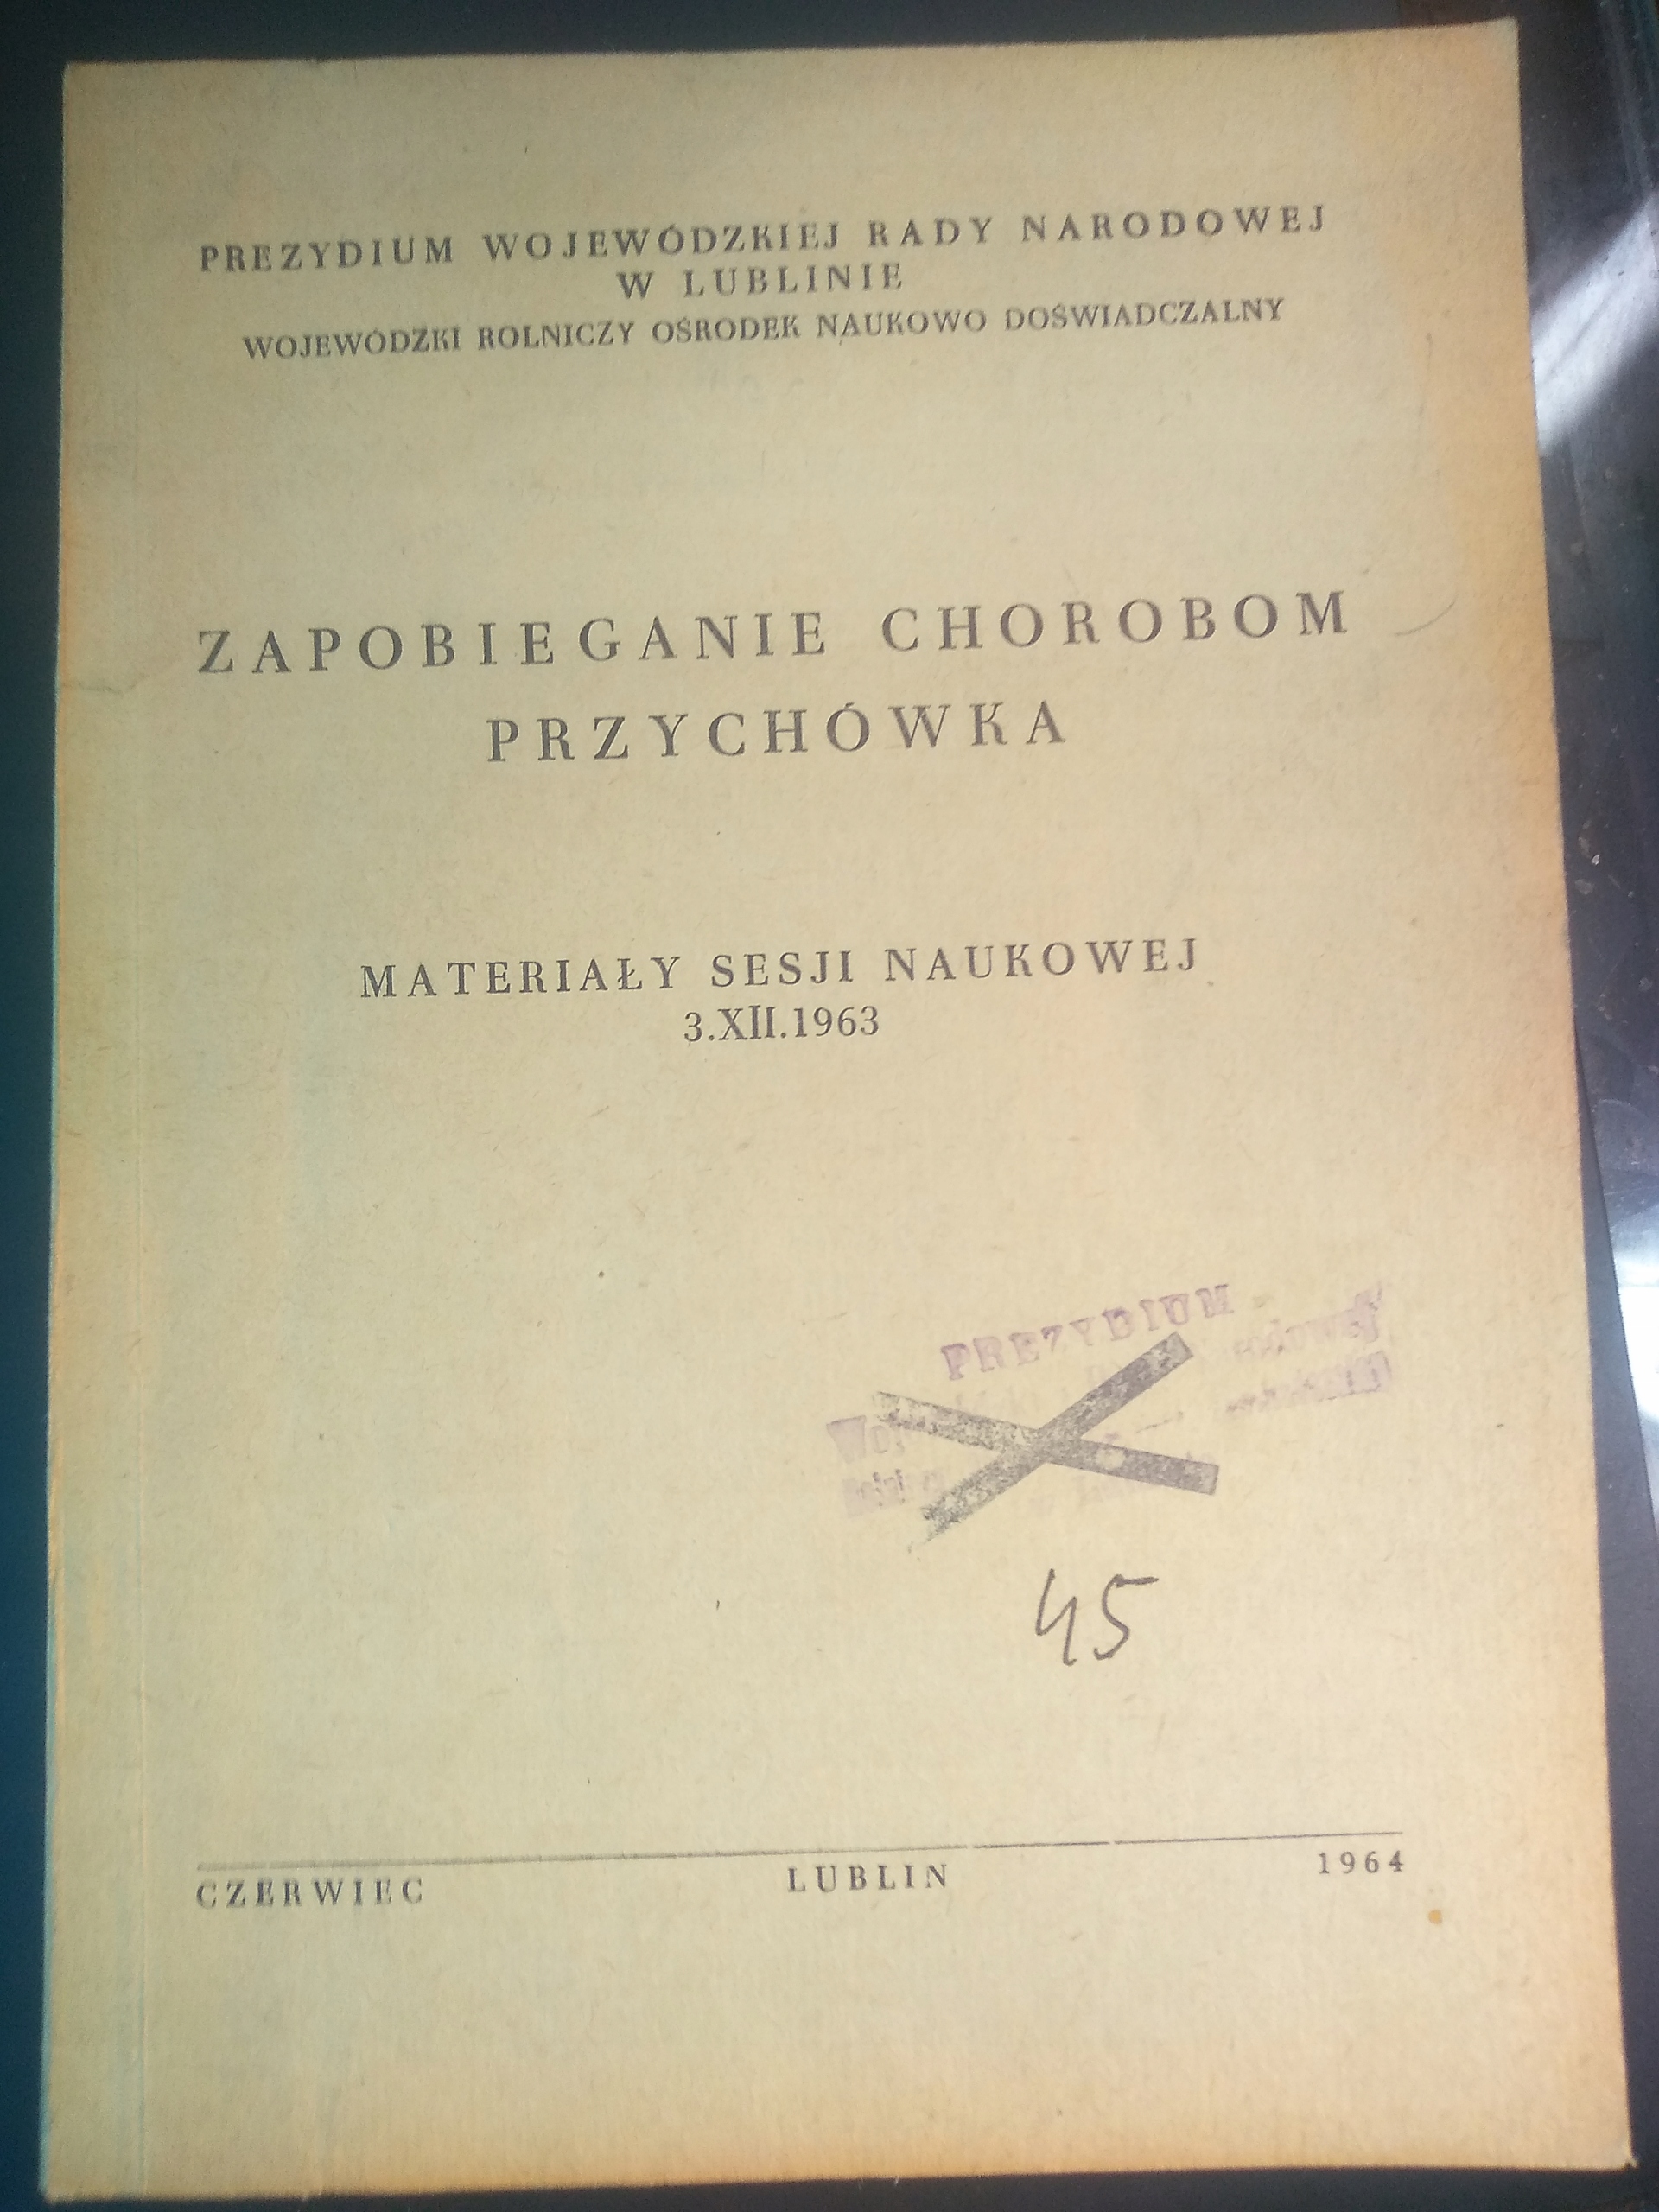 PREZYDIUM WOJEWÓDZKIEJ RADY NARODOWEJ
W LUBLINIE
WOJEWÓDZKI ROLNICZY OŚRODEK NAUKOWO DOŚWIADCZALNY
ZAPOBIEGANIE CHOROBOM
PRZYCHÓWKA
MATERIAŁY SESJI NAUKOWEJ
3.XII.1963
PREZYDIUM
45
CZERWIEC LUBLIN 1964